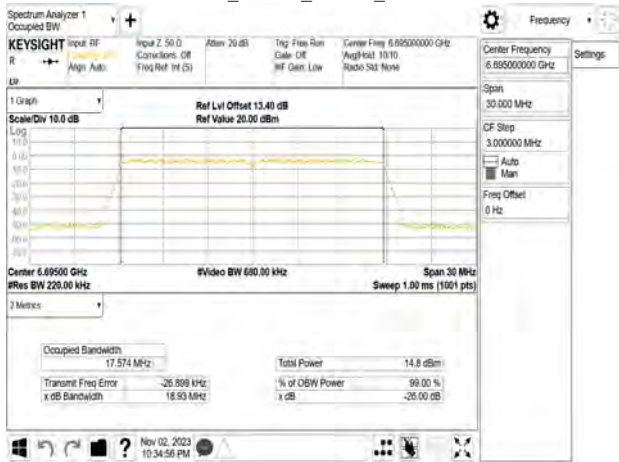 Spectrum Analyzer 1
Occupied BW
Frequency
KEYSIGHT
R
Input: RF
Align: Auto
Input Z: 50 Ω
Corrections: Off
Freq Ref: Int (S)
Atten: 20 dB
Trig: Free Run
Gate: Off
#IF Gain: Low
Center Freq: 6.695000000 GHz
Avg|Hold: 10/10
Radio Std: None
Center Frequency
6.695000000 GHz
Settings
Span
30.000 MHz
CF Step
3.000000 MHz
Auto
Man
Freq Offset
0 Hz
1 Graph
Scale/Div 10.0 dB
Ref Lvl Offset 13.40 dB
Ref Value 20.00 dBm
Log
Center 6.69500 GHz
#Res BW 220.00 kHz
#Video BW 680.00 kHz
Span 30 MHz
Sweep 1.00 ms (1001 pts)
2 Metrics
Occupied Bandwidth
17.574 MHz
Total Power 14.8 dBm
Transmit Freq Error -26.899 kHz
% of OBW Power 99.00 %
x dB Bandwidth 18.93 MHz
x dB -26.00 dB
Nov 02, 2023
10:34:56 PM